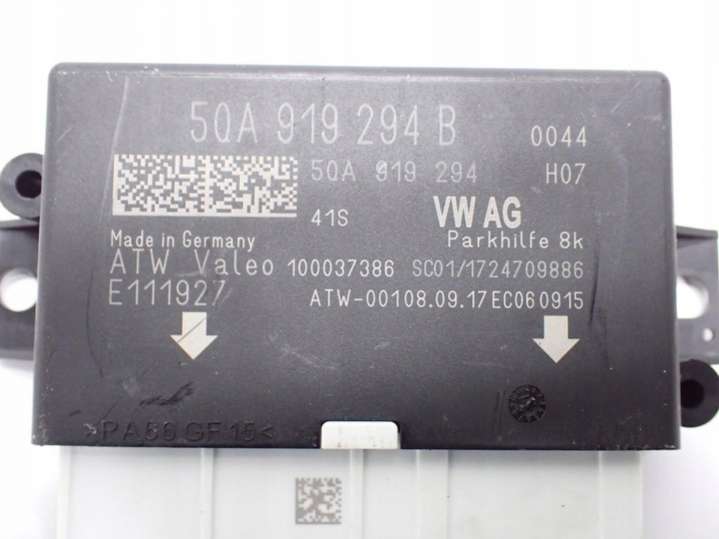 5QA 919 294 B 0044
5QA 919 294 H07
41S VW AG
Made in Germany Parkhilfe 8k
ATW Valeo 100037386 SC01/1724709886
E111927 ATW-00108.09.17EC060915
>PA66 GF15<